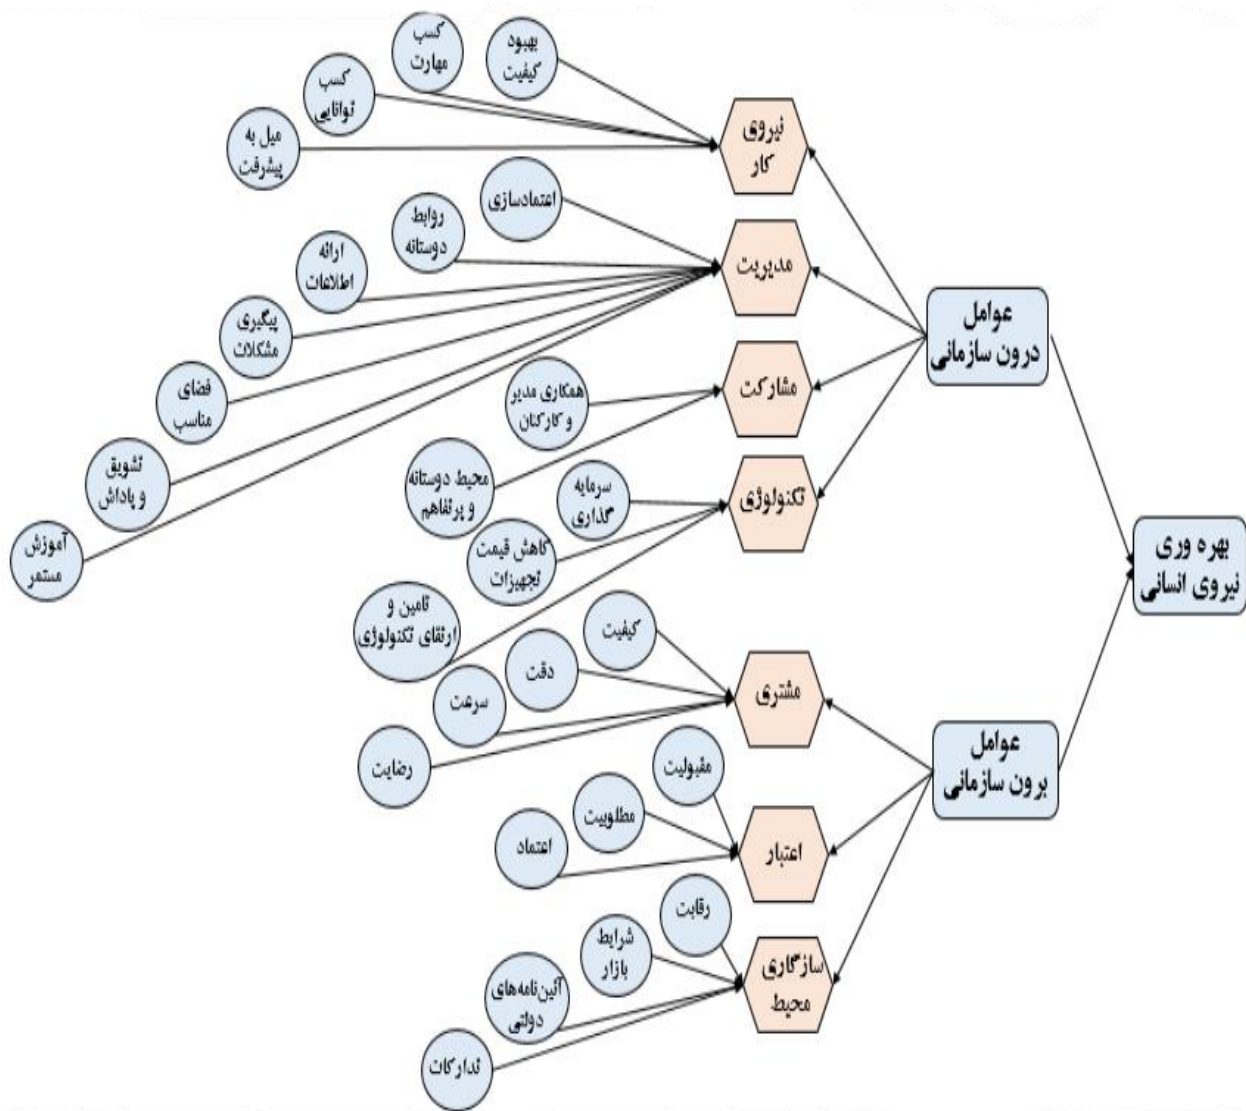 بهبود
کیفیت
کسب
مهارت
کسب
توانایی
میل به
پیشرفت
نیروی
کار
اعتمادسازی
روابط
دوستانه
ارائه
اطلاعات
پیگیری
مشکلات
فضای
مناسب
تشویق
و پاداش
آموزش
مستمر
مدیریت
همکاری مدیر
و کارکنان
محیط دوستانه
و پرتفاهم
مشارکت
سرمایه
گذاری
کاهش قیمت
تجهیزات
تامین و
ارتقای تکنولوژی
تکنولوژی
عوامل
درون سازمانی
بهره وری
نیروی انسانی
کیفیت
دقت
سرعت
رضایت
مشتری
عوامل
برون سازمانی
مقبولیت
مطلوبیت
اعتماد
اعتبار
رقابت
شرایط
بازار
آئین‌نامه‌های
دولتی
تدارکات
سازگاری
محیط